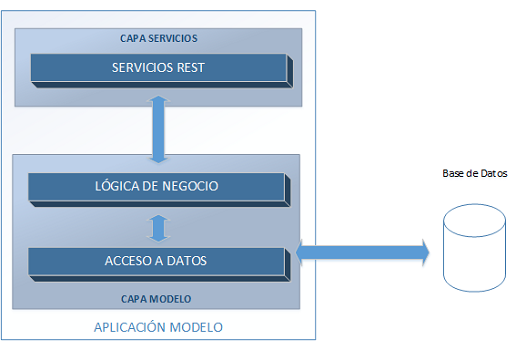 CAPA SERVICIOS
SERVICIOS REST
LÓGICA DE NEGOCIO
Base de Datos
ACCESO A DATOS
CAPA MODELO
APLICACIÓN MODELO